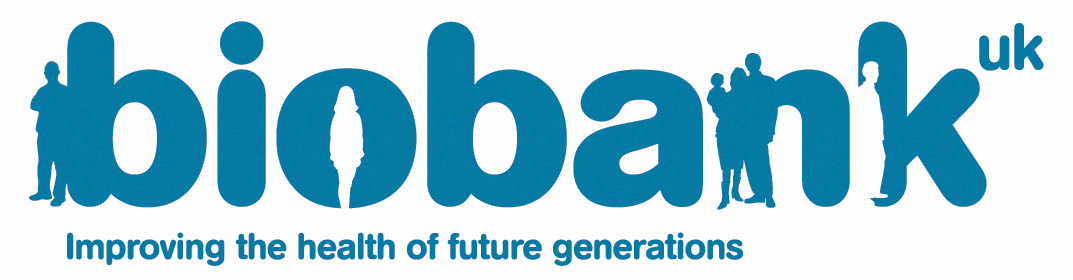 biobank uk
Improving the health of future generations